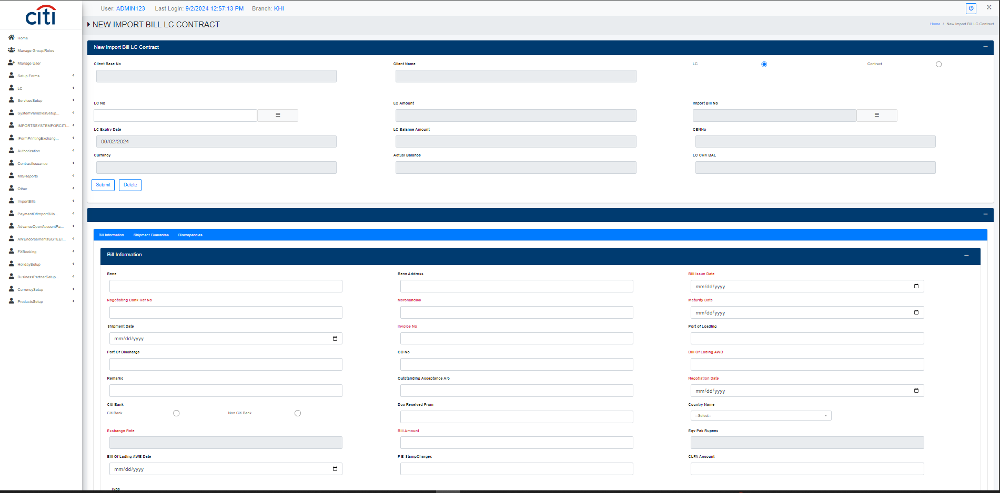 citi
User: ADMIN123 Last Login: 9/2/2024 12:57:13 PM Branch: KHI
NEW IMPORT BILL LC CONTRACT
Home / New Import Bill LC Contract
Home
Manage Group/Roles
Manage User
Setup Forms
LC
ServicesSetup
SystemVariablesSetup...
IMPORTSSYSTEMFORCITI...
IFormPrintingExchang...
Authorization
ContractIssuance
MISReports
Other
ImportBills
PaymentOfImportBills...
AdvanceOpenAccountPa...
AWEndorsementsSGTEEI...
FXBooking
HolidaySetup
BusinessPartnerSetup...
CurrencySetup
ProductsSetup
New Import Bill LC Contract
Client Base No
Client Name
LC
Contract
LC No
LC Amount
Import Bill No
LC Expiry Date
LC Balance Amount
CBNNo
09/02/2024
Currency
Actual Balance
LC CHK BAL
Submit
Delete
Bill Information Shipment Guarantee Discrepancies
Bill Information
Bene
Bene Address
Bill Issue Date
mm/dd/yyyy
Negotiating Bank Ref No
Merchandise
Maturity Date
mm/dd/yyyy
Shipment Date
Invoice No
Port of Loading
mm/dd/yyyy
Port Of Discharge
GD No
Bill Of Lading AWB
Remarks
Outstanding Acceptance A/c
Negotiation Date
mm/dd/yyyy
Citi Bank
Doc Received From
Country Name
Citi Bank
Non Citi Bank
--Select--
Exchange Rate
Bill Amount
Eqv Pak Rupees
Bill Of Lading AWB Date
F B StampCharges
CLFA Account
mm/dd/yyyy
Type